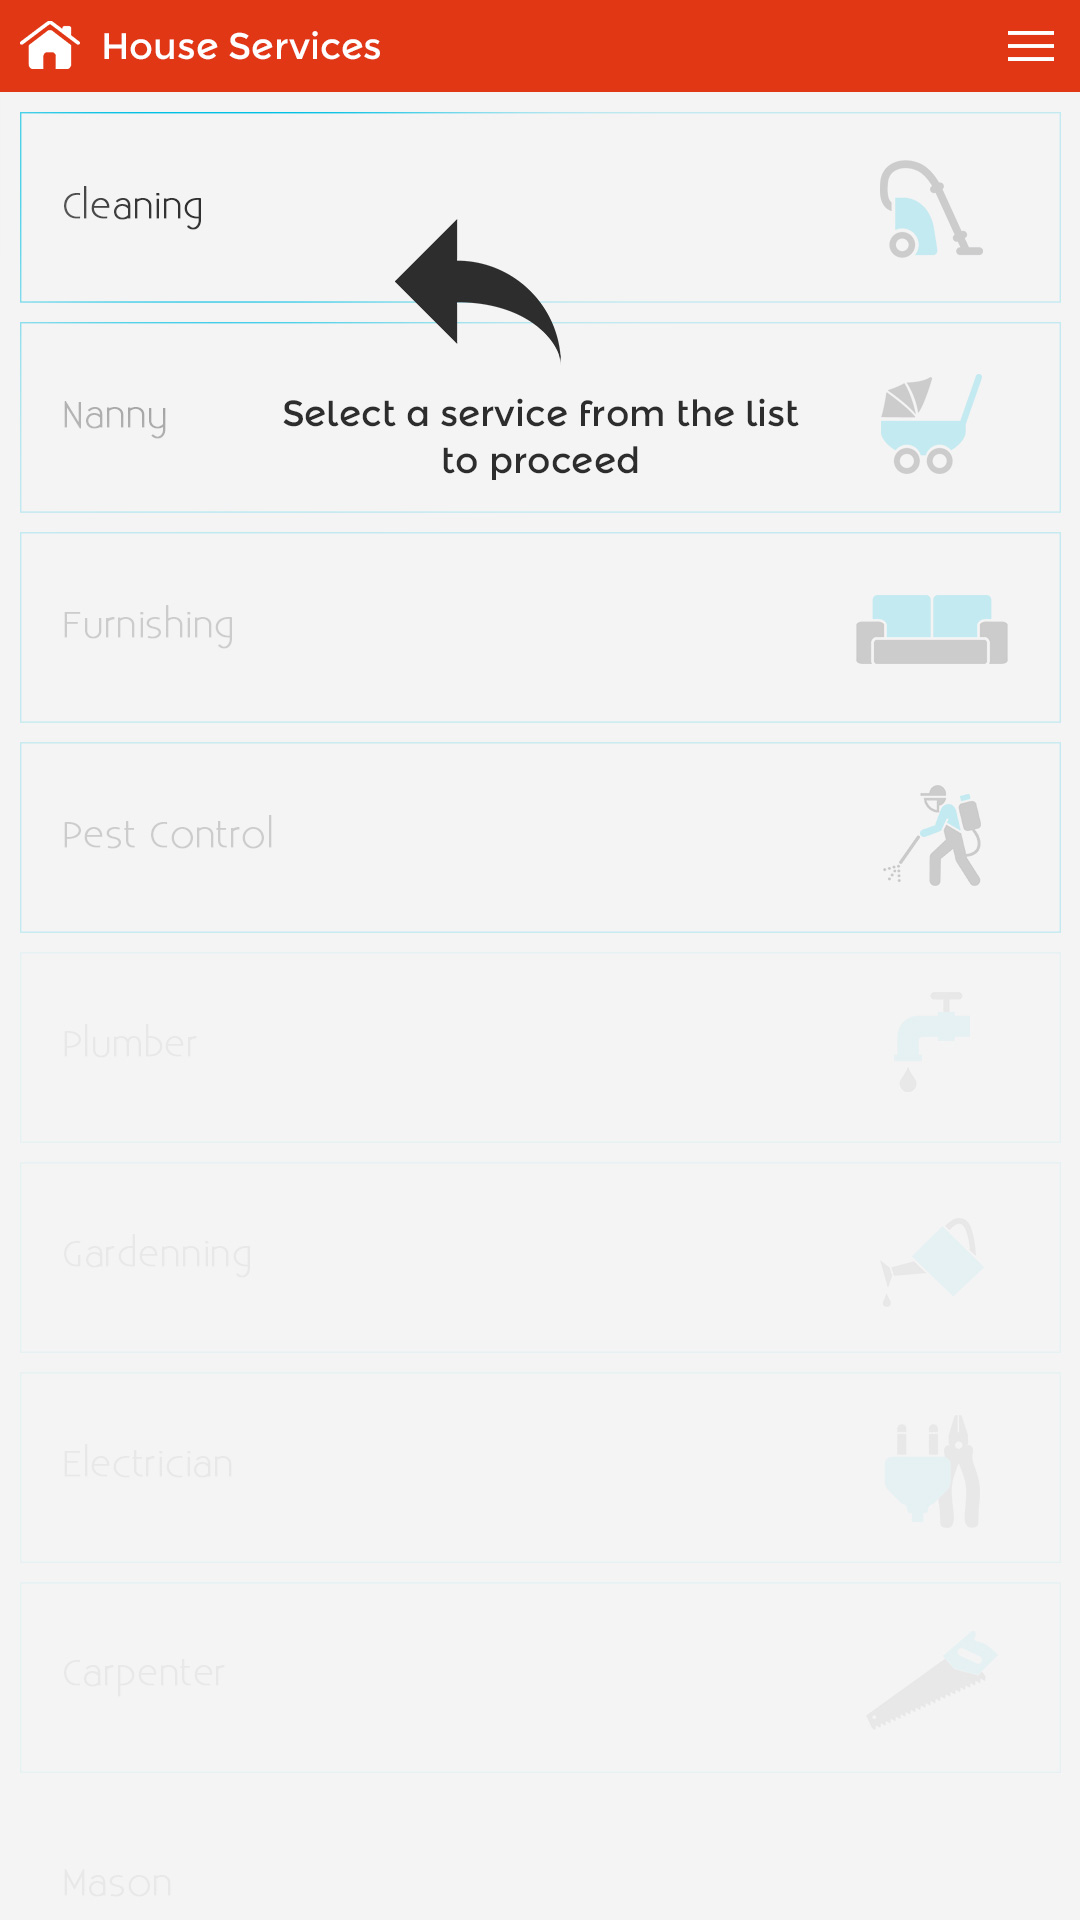 House Services
Cleaning
Nanny
Select a service from the list
to proceed
Furnishing
Pest Control
Plumber
Gardenning
Electrician
Carpenter
Mason